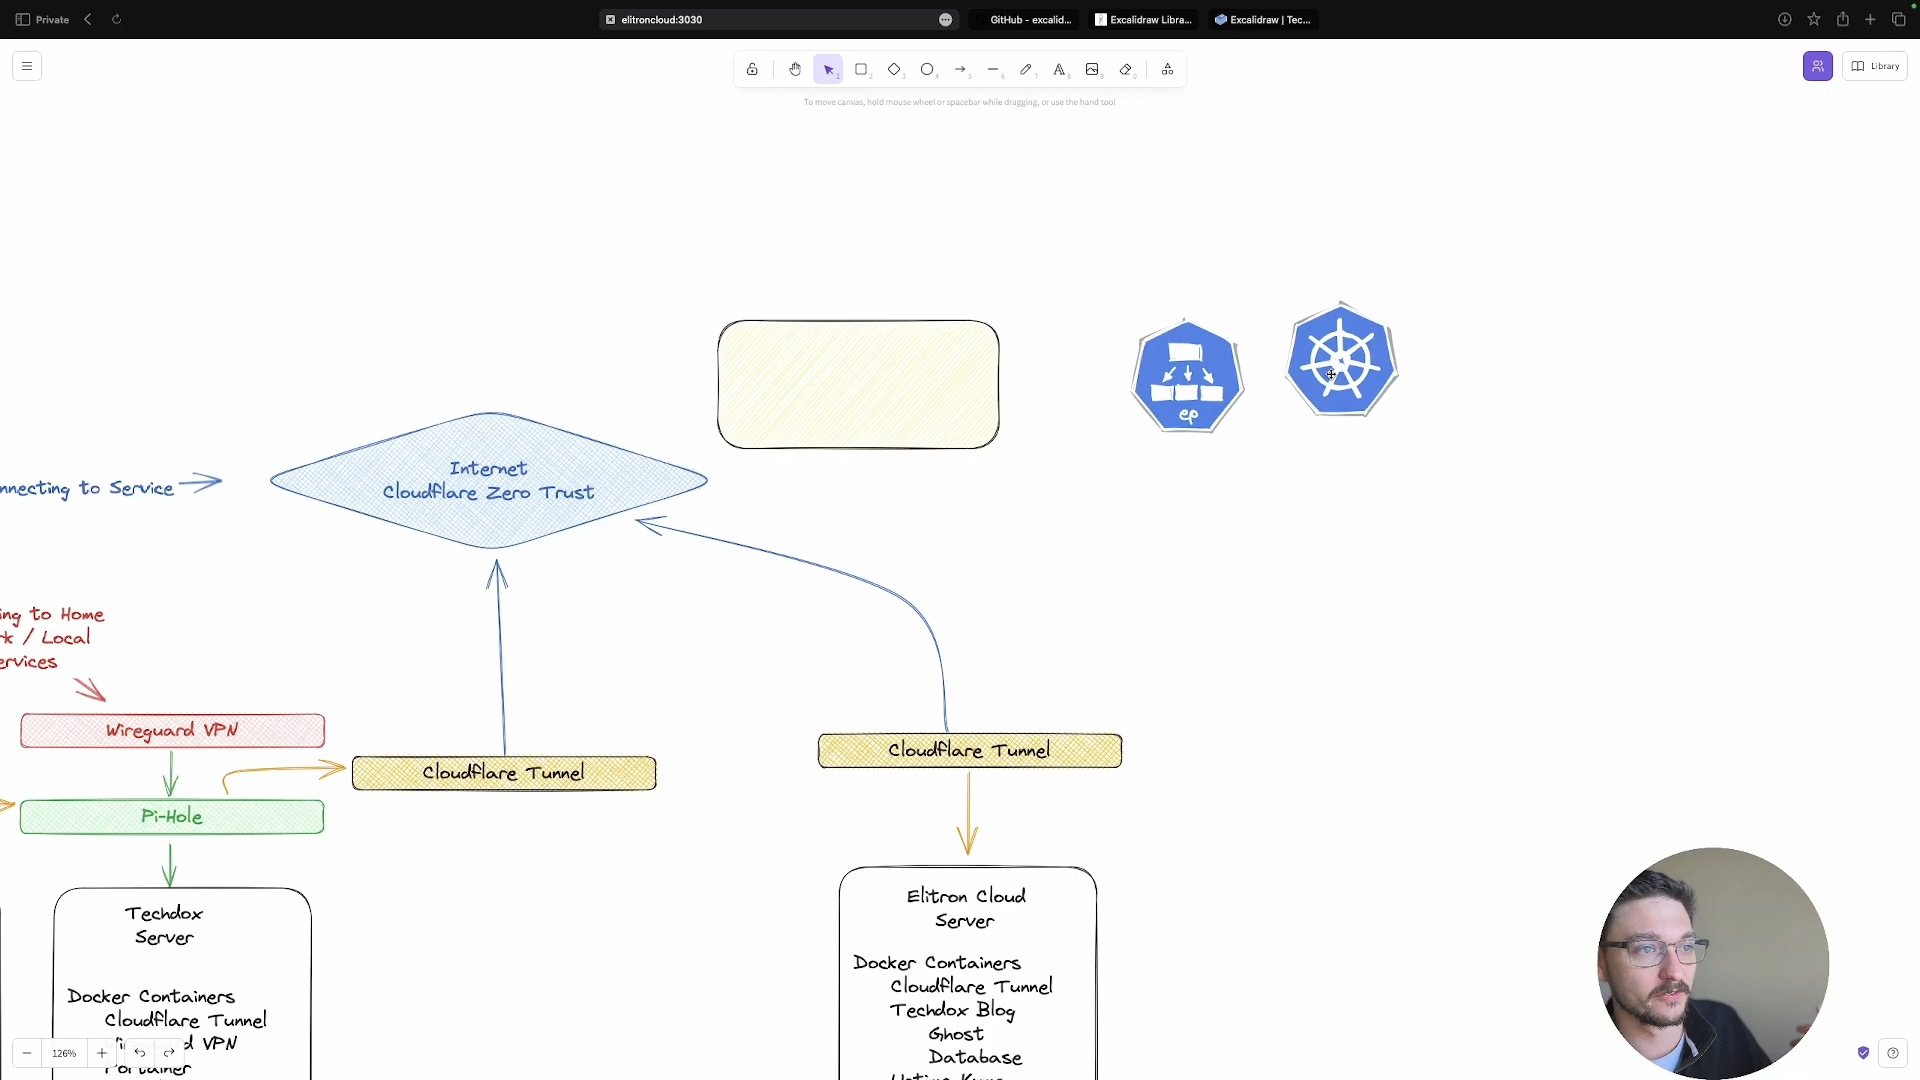 Private
elitroncloud:3030
GitHub - excalid...
Excalidraw Libra...
Excalidraw | Tec...
Library
To move canvas, hold mouse wheel or spacebar while dragging, or use the hand tool
ep
Internet
Cloudflare Zero Trust
nnecting to Service
ing to Home
rk / Local
ervices
Wireguard VPN
Cloudflare Tunnel
Cloudflare Tunnel
Pi-Hole
Techdox
Server
Docker Containers
Cloudflare Tunnel
VPN
Portainer
Elitron Cloud
Server
Docker Containers
Cloudflare Tunnel
Techdox Blog
Ghost
Database
126%